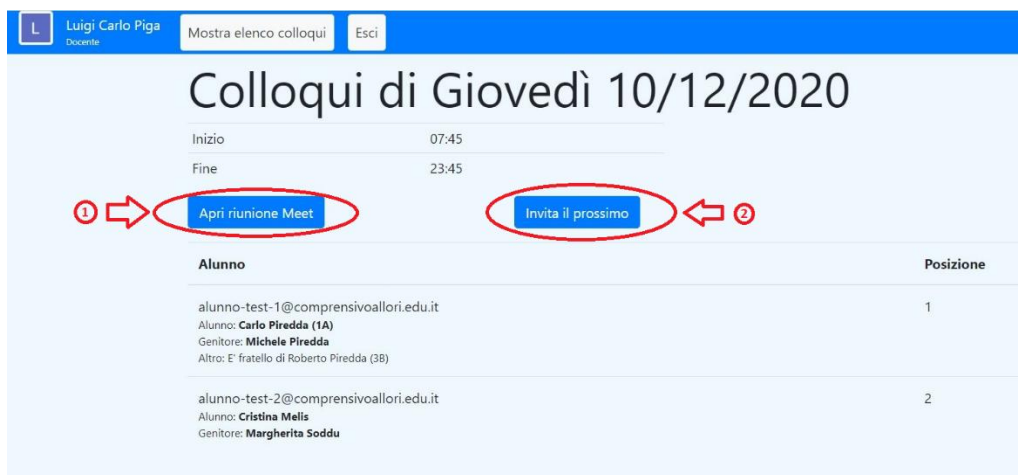 L
Luigi Carlo Piga
Docente
Mostra elenco colloqui
Esci
Colloqui di Giovedì 10/12/2020
Inizio 07:45
Fine 23:45
1 Apri riunione Meet Invita il prossimo 2
Alunno Posizione
alunno-test-1@comprensivoallori.edu.it 1
Alunno: Carlo Piredda (1A)
Genitore: Michele Piredda
Altro: E' fratello di Roberto Piredda (3B)
alunno-test-2@comprensivoallori.edu.it 2
Alunno: Cristina Melis
Genitore: Margherita Soddu